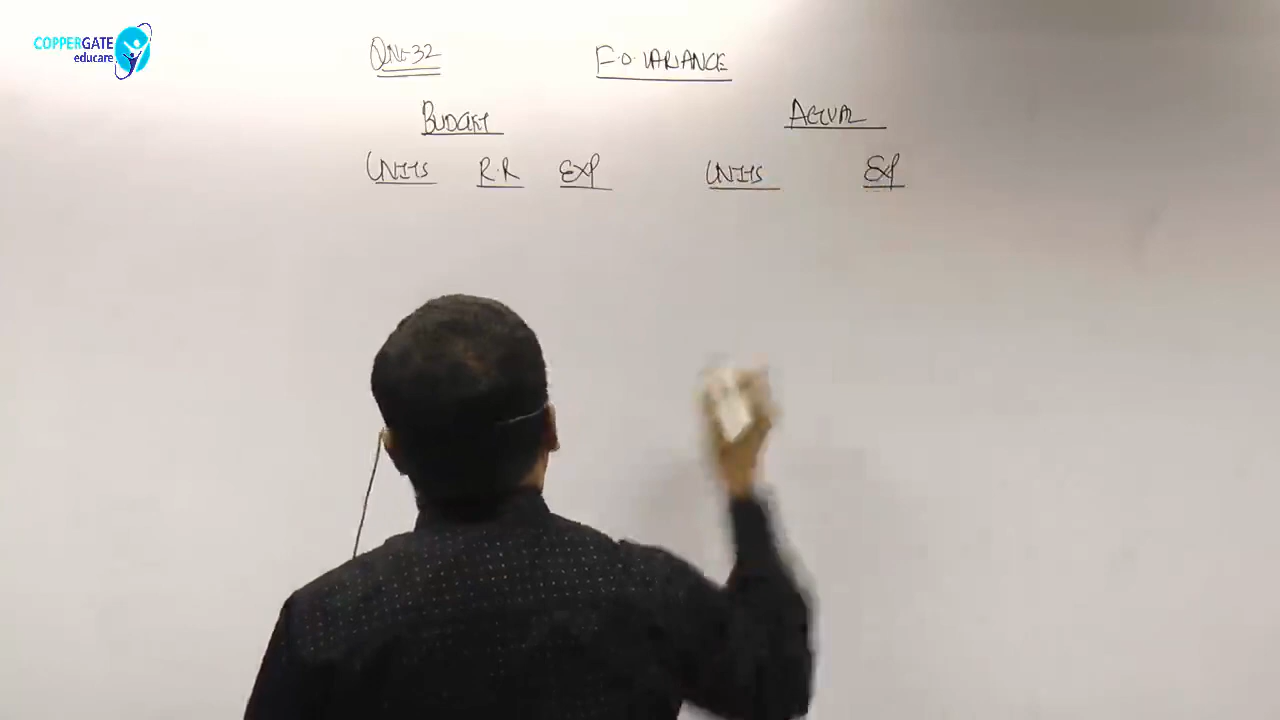 COPPERGATE
educare
QNo-32 F.O. VARIANCE
BUDGET ACTUAL
UNITS R.R EXP UNITS EXP